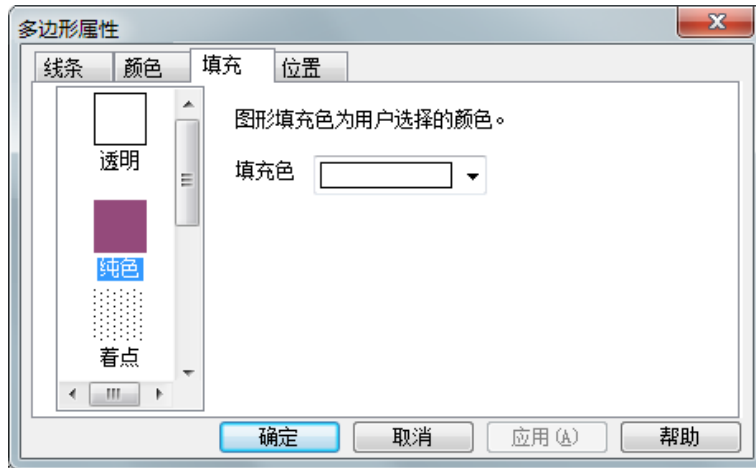 多边形属性
线条 颜色 填充 位置
透明
纯色
着点
图形填充色为用户选择的颜色。
填充色
确定 取消 应用(A) 帮助